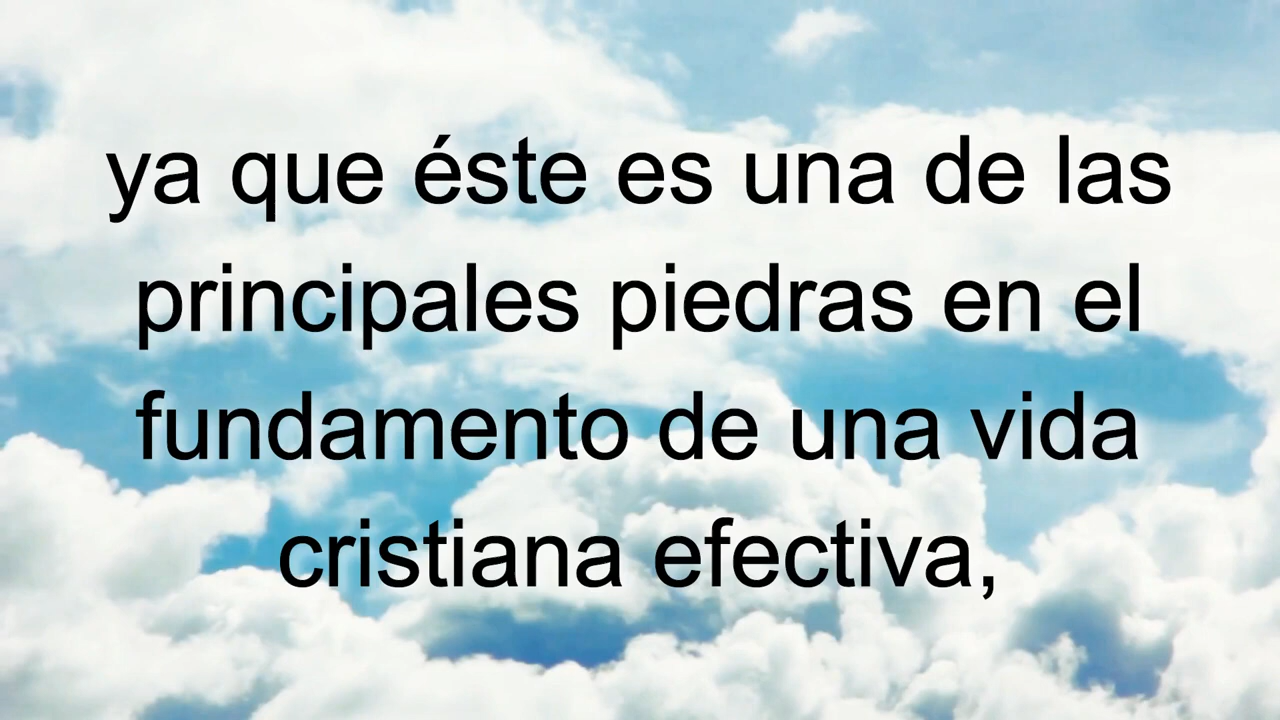 ya que éste es una de las
principales piedras en el
fundamento de una vida
cristiana efectiva,